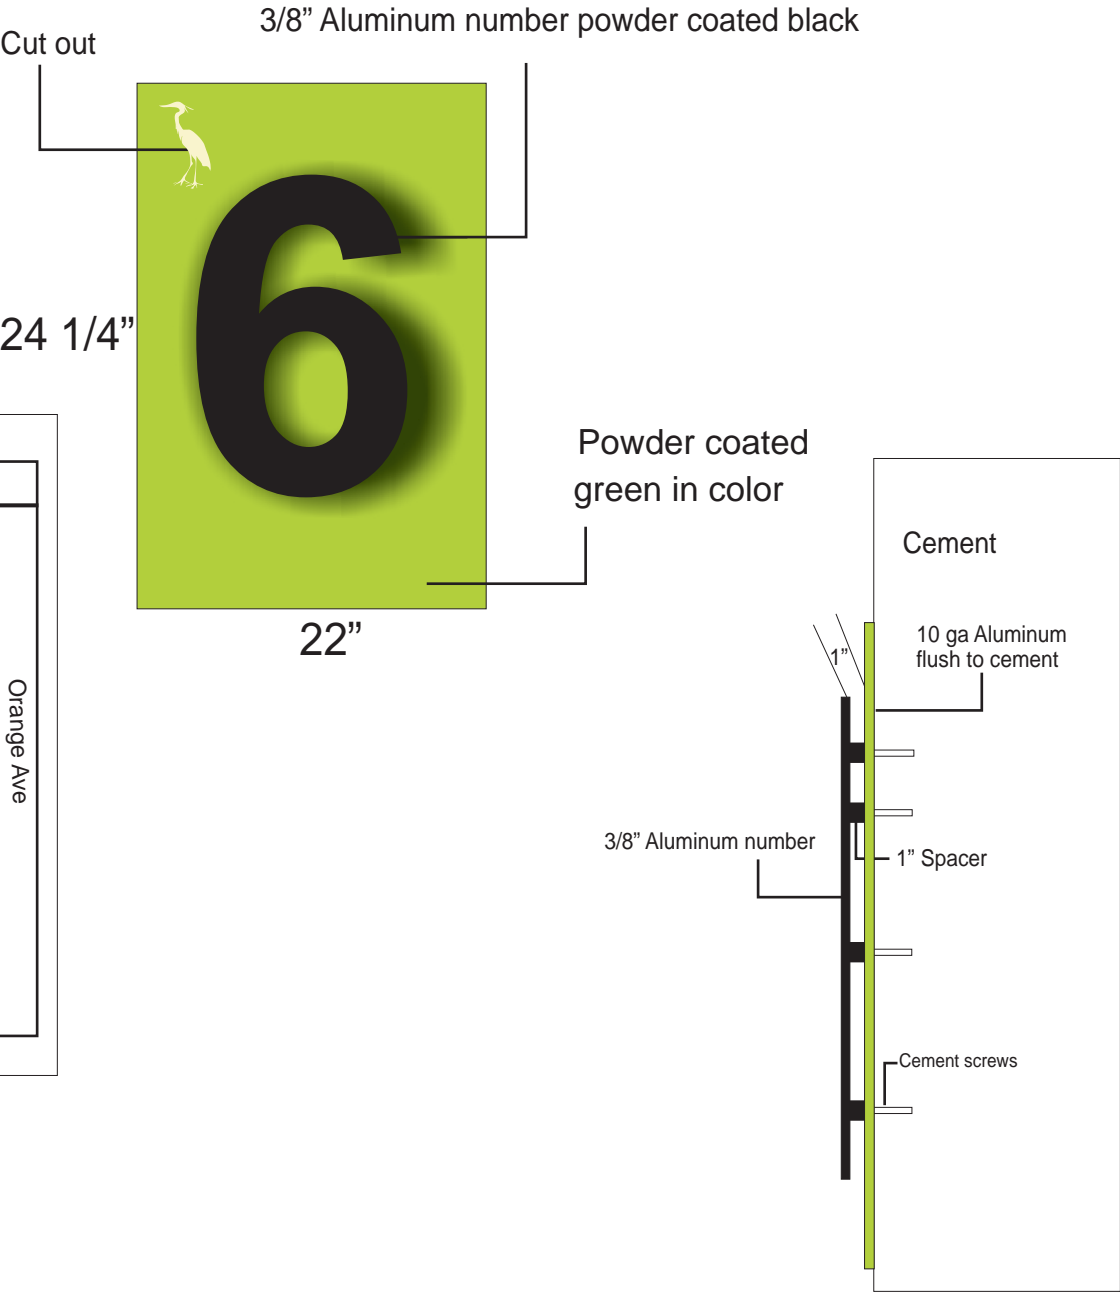 3/8” Aluminum number powder coated black
Cut out
6
24 1/4”
22”
Powder coated
green in color
Orange Ave
Cement
10 ga Aluminum
flush to cement
1”
3/8” Aluminum number
1” Spacer
Cement screws